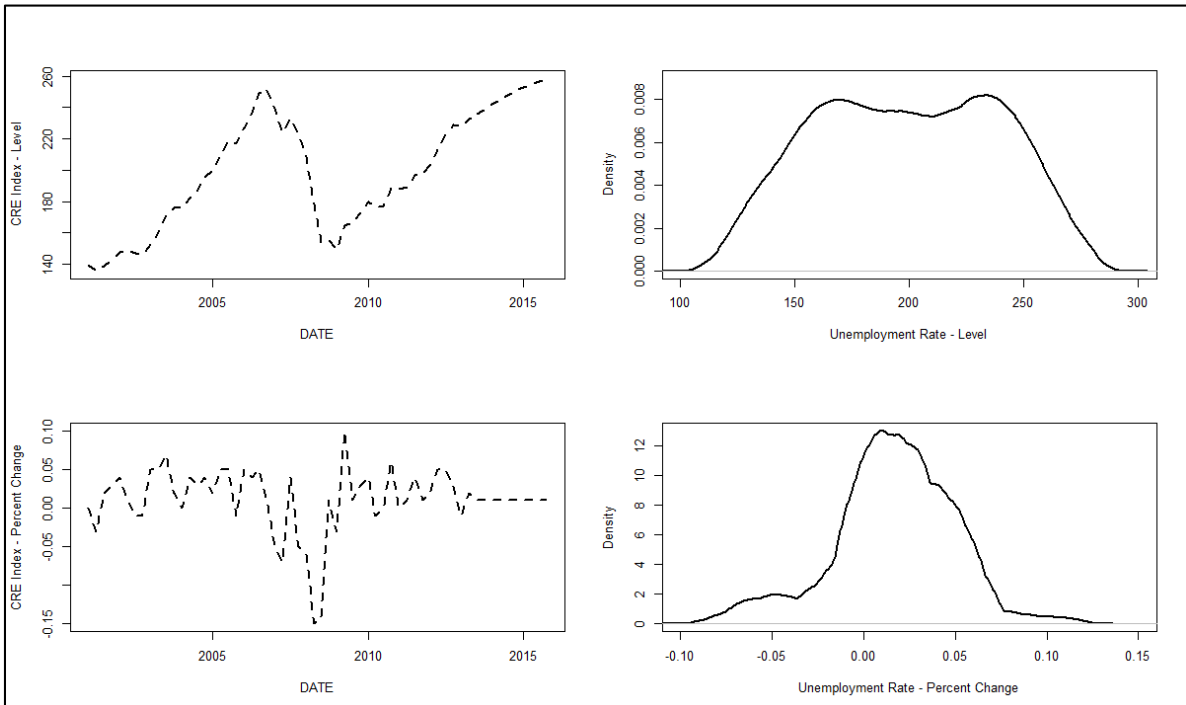 CRE Index - Level
140 180 220 260
2005 2010 2015
DATE
Density
0.000 0.002 0.004 0.006 0.008
100 150 200 250 300
Unemployment Rate - Level
CRE Index - Percent Change
-0.15 -0.05 0.00 0.05 0.10
2005 2010 2015
DATE
Density
0 2 4 6 8 10 12
-0.10 -0.05 0.00 0.05 0.10 0.15
Unemployment Rate - Percent Change